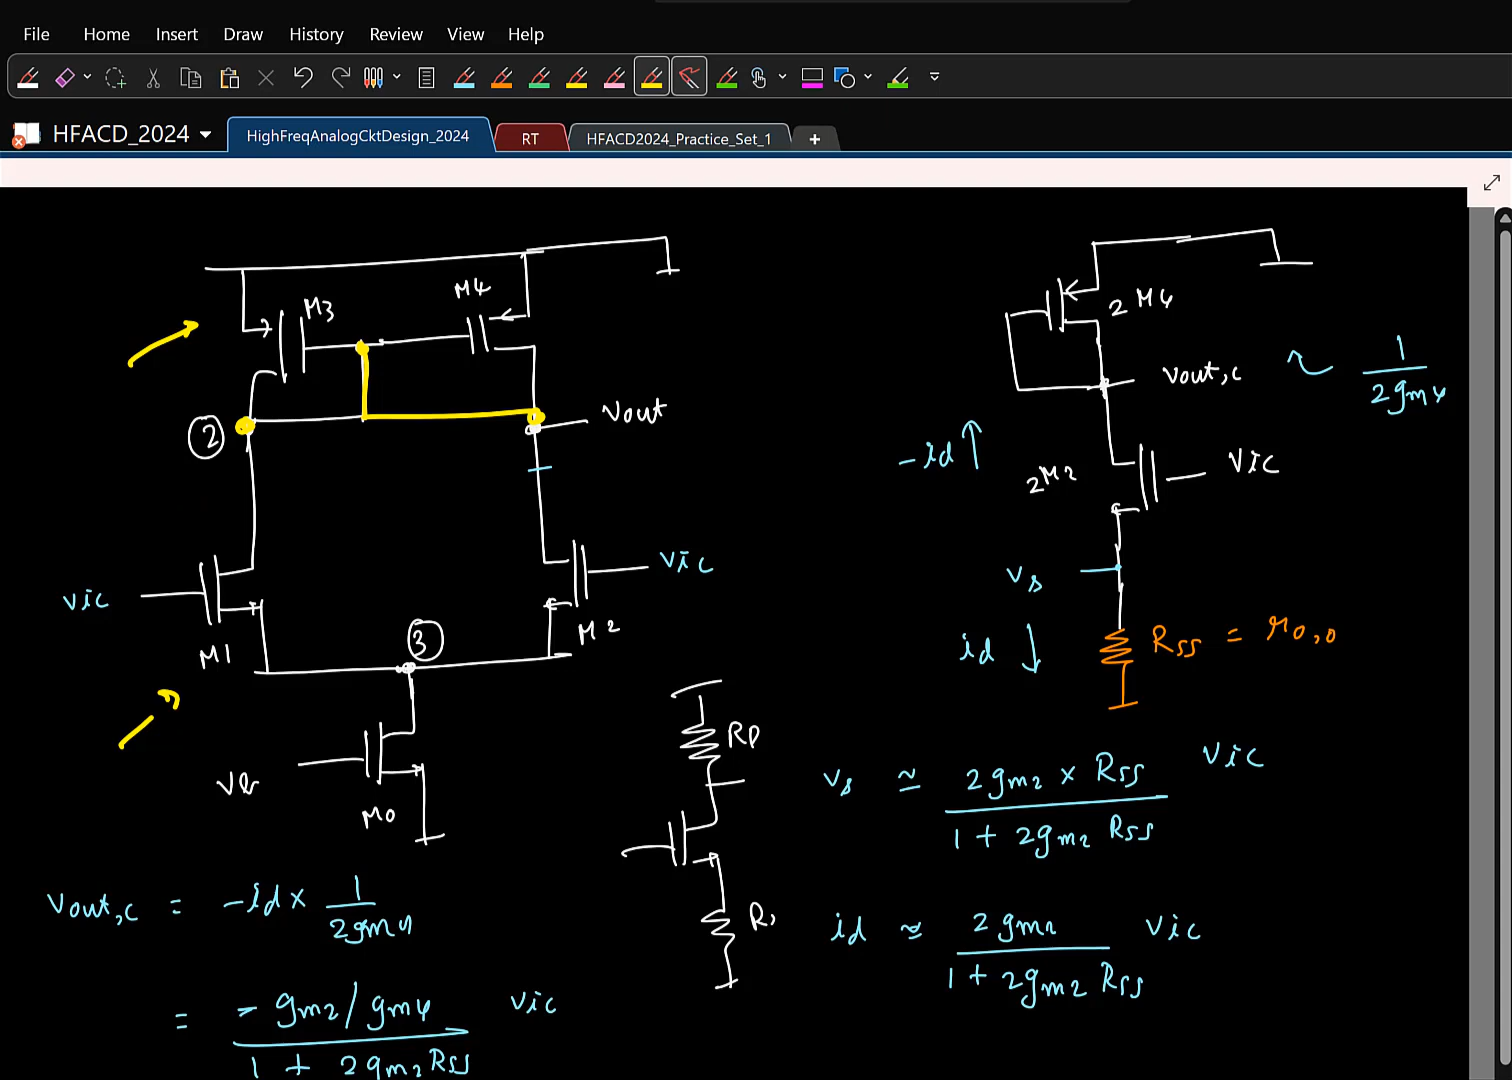 File Home Insert Draw History Review View Help
HFACD_2024
HighFreqAnalogCktDesign_2024
RT
HFACD2024_Practice_Set_1
M3
M4
2
Vout
Vic
M1
3
Vic
M2
Vb
M0
2 M4
Vout,c ~ 1 / 2gm4
-id ↑
2M2
Vic
Vs
id ↓
Rss = r0,0
RD
Vs ≃ 2gm2 x Rss / 1 + 2gm2 Rss Vic
id ≃ 2gm2 / 1 + 2gm2 Rss Vic
Vout,c = -id x 1 / 2gm4
= - gm2/gm4 / 1 + 2gm2Rss Vic